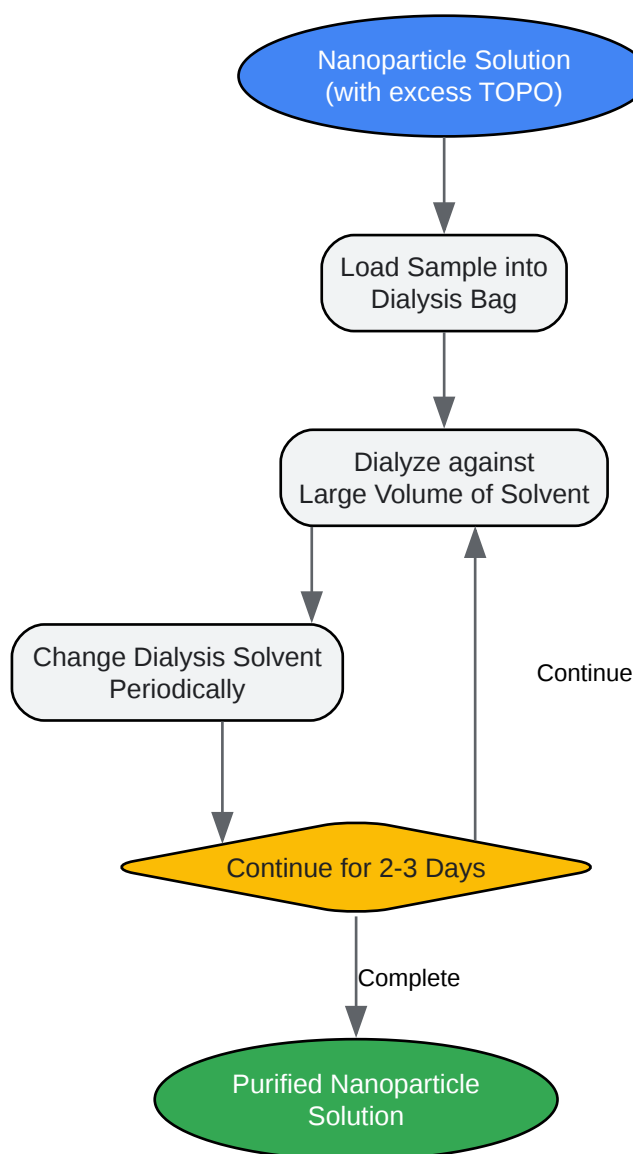 Nanoparticle Solution
(with excess TOPO)
Load Sample into
Dialysis Bag
Dialyze against
Large Volume of Solvent
Change Dialysis Solvent
Periodically
Continue
Continue for 2-3 Days
Complete
Purified Nanoparticle
Solution